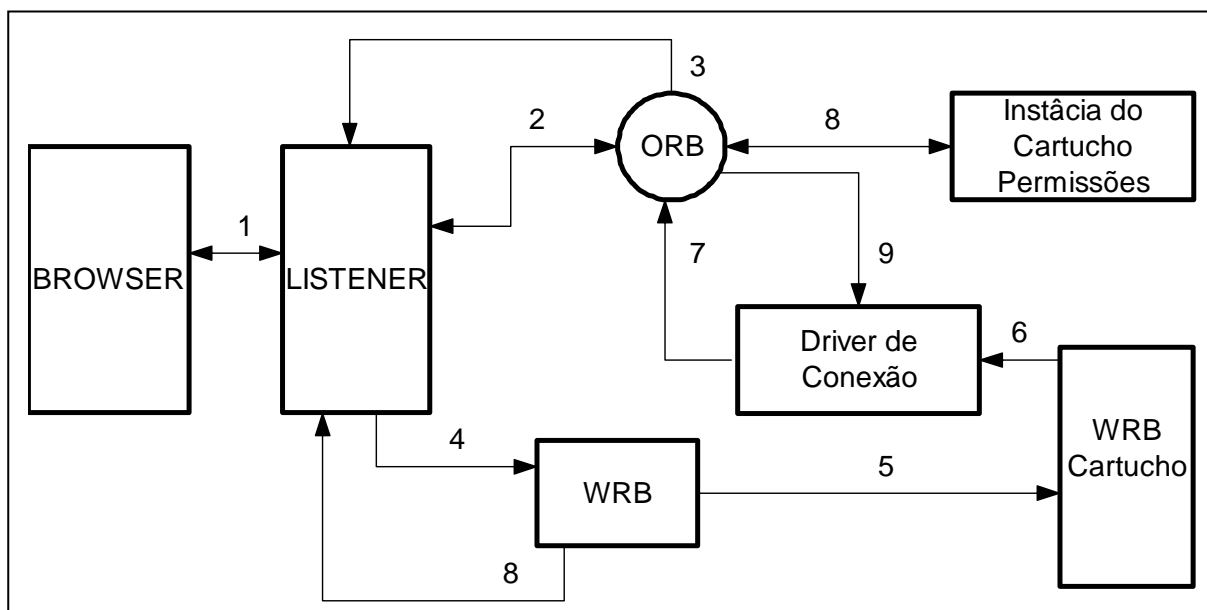 3
2
ORB
8
Instâcia do
Cartucho
Permissões
1
BROWSER
LISTENER
7
9
Driver de
Conexão
6
WRB
Cartucho
4
WRB
5
8